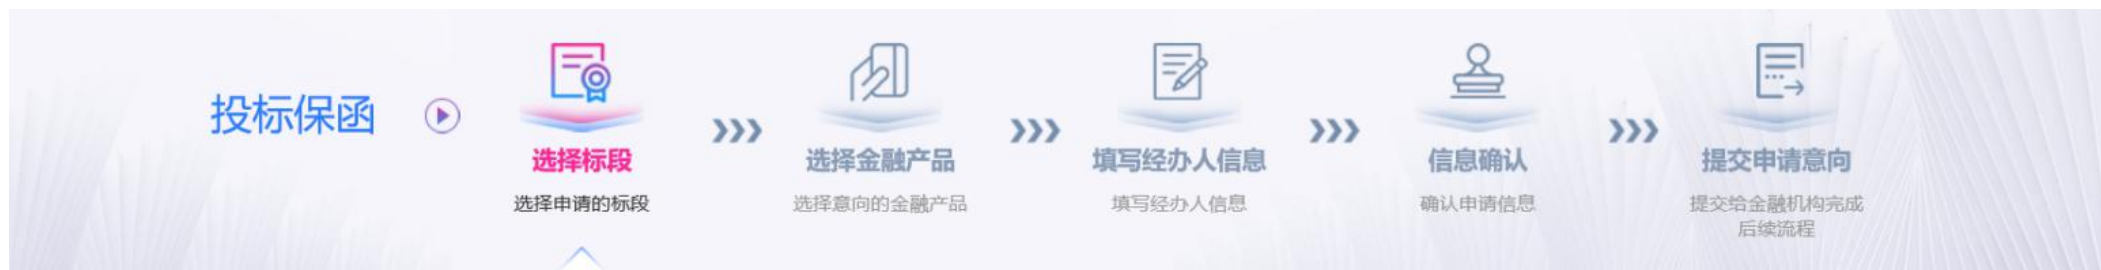 投标保函
选择标段
选择申请的标段
选择金融产品
选择意向的金融产品
填写经办人信息
填写经办人信息
信息确认
确认申请信息
提交申请意向
提交给金融机构完成
后续流程